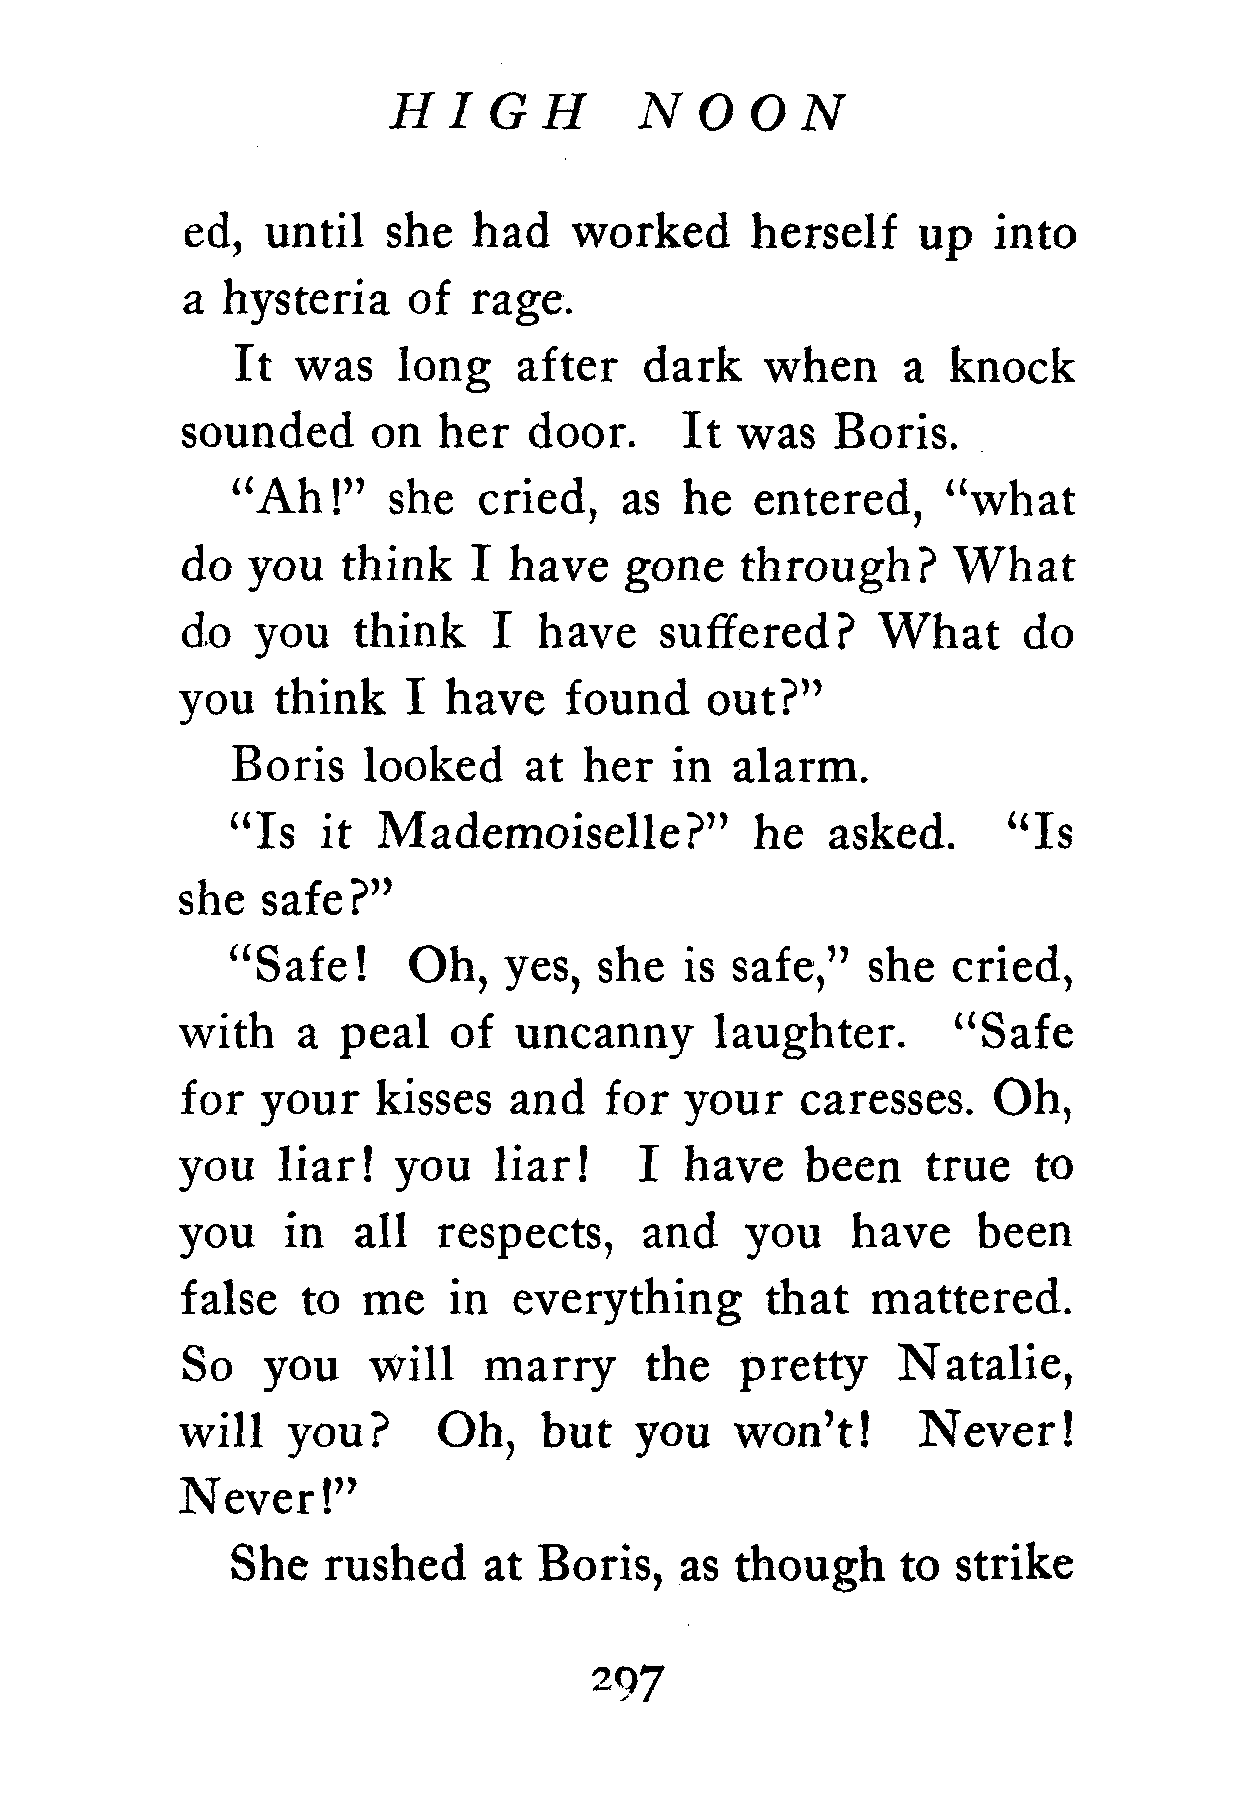 HIGH NOON
ed, until she had worked herself up into
a hysteria of rage.
It was long after dark when a knock
sounded on her door. It was Boris.
"Ah!" she cried, as he entered, "what
do you think I have gone through? What
do you think I have suffered? What do
you think I have found out?"
Boris looked at her in alarm.
"Is it Mademoiselle?" he asked. "Is
she safe?"
"Safe! Oh, yes, she is safe," she cried,
with a peal of uncanny laughter. "Safe
for your kisses and for your caresses. Oh,
you liar! you liar! I have been true to
you in all respects, and you have been
false to me in everything that mattered.
So you will marry the pretty Natalie,
will you? Oh, but you won't! Never!
Never!"
She rushed at Boris, as though to strike
297